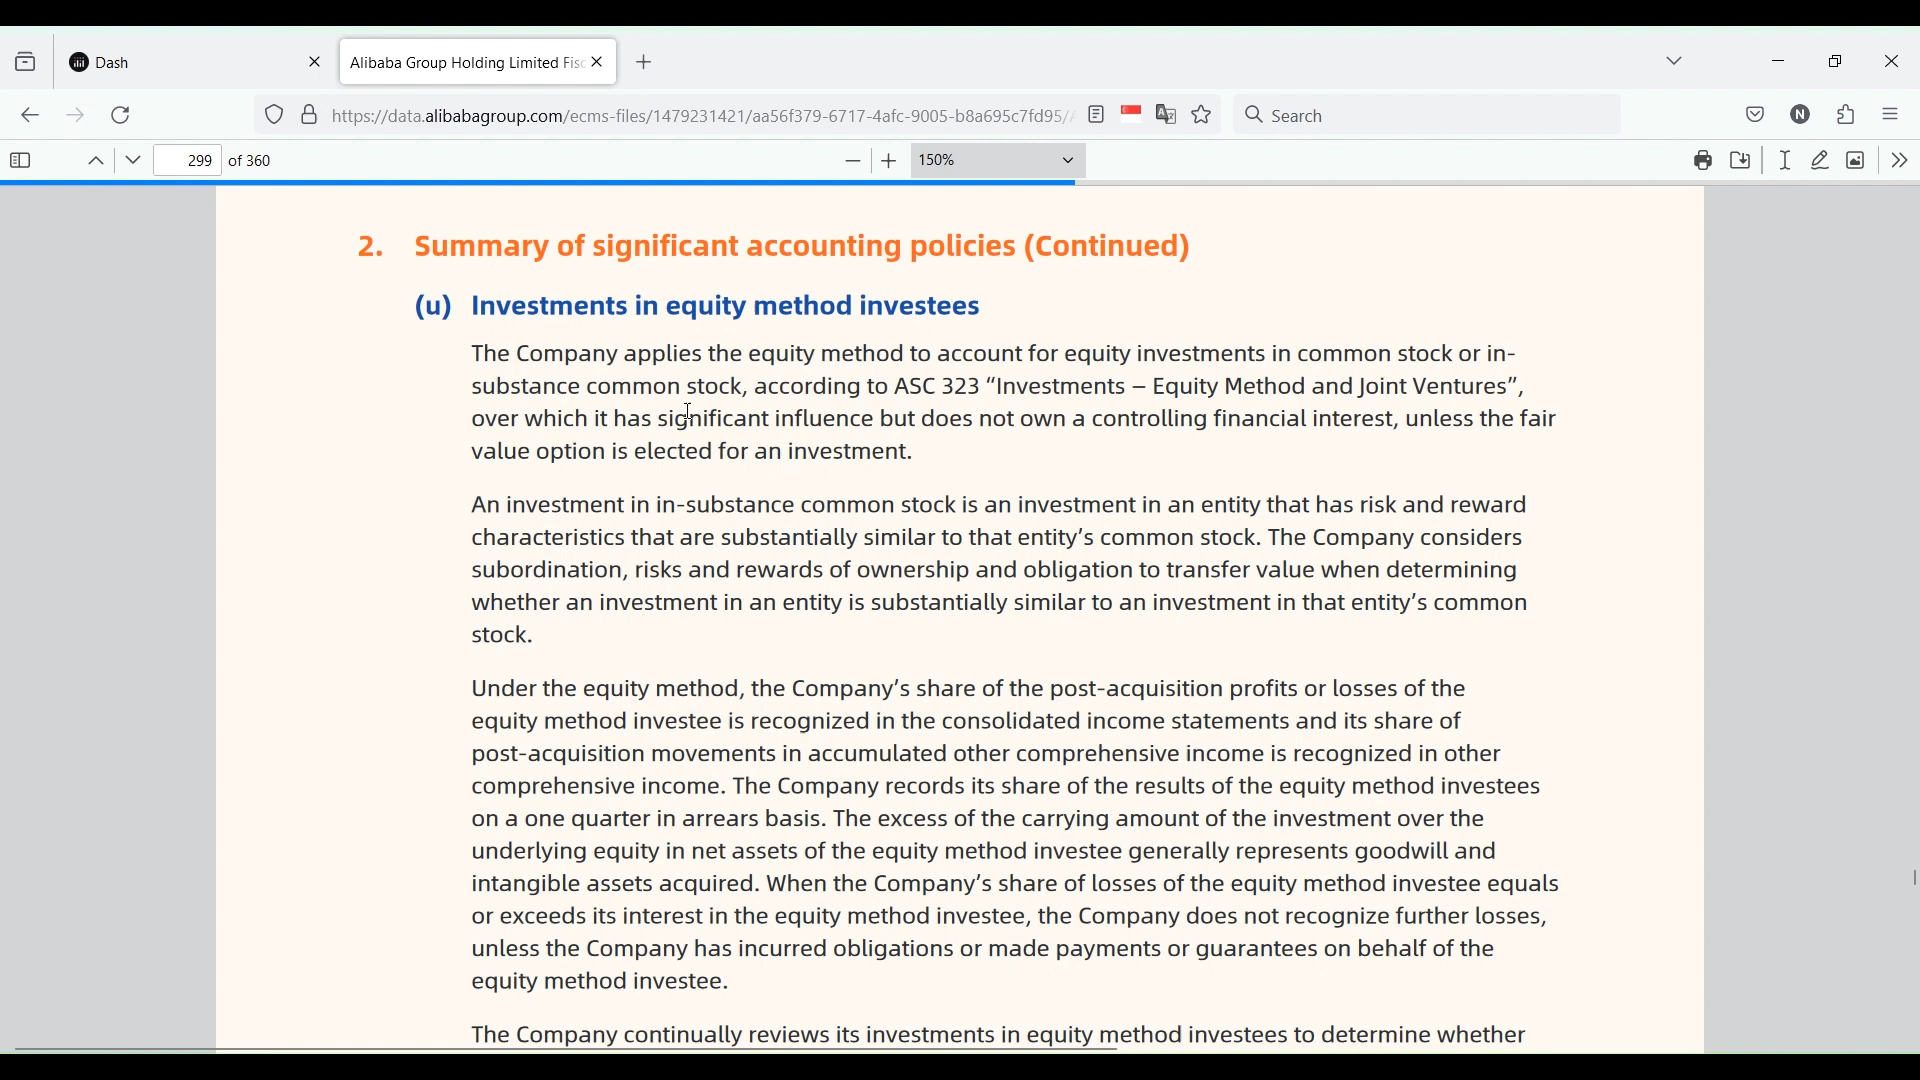 Dash
Alibaba Group Holding Limited Fisc
https://data.alibabagroup.com/ecms-files/1479231421/aa56f379-6717-4afc-9005-b8a695c7fd95/
Search
N
299 of 360
150%
2. Summary of significant accounting policies (Continued)
(u) Investments in equity method investees
The Company applies the equity method to account for equity investments in common stock or in-
substance common stock, according to ASC 323 “Investments – Equity Method and Joint Ventures”,
over which it has significant influence but does not own a controlling financial interest, unless the fair
value option is elected for an investment.
An investment in in-substance common stock is an investment in an entity that has risk and reward
characteristics that are substantially similar to that entity’s common stock. The Company considers
subordination, risks and rewards of ownership and obligation to transfer value when determining
whether an investment in an entity is substantially similar to an investment in that entity’s common
stock.
Under the equity method, the Company’s share of the post-acquisition profits or losses of the
equity method investee is recognized in the consolidated income statements and its share of
post-acquisition movements in accumulated other comprehensive income is recognized in other
comprehensive income. The Company records its share of the results of the equity method investees
on a one quarter in arrears basis. The excess of the carrying amount of the investment over the
underlying equity in net assets of the equity method investee generally represents goodwill and
intangible assets acquired. When the Company’s share of losses of the equity method investee equals
or exceeds its interest in the equity method investee, the Company does not recognize further losses,
unless the Company has incurred obligations or made payments or guarantees on behalf of the
equity method investee.
The Company continually reviews its investments in equity method investees to determine whether